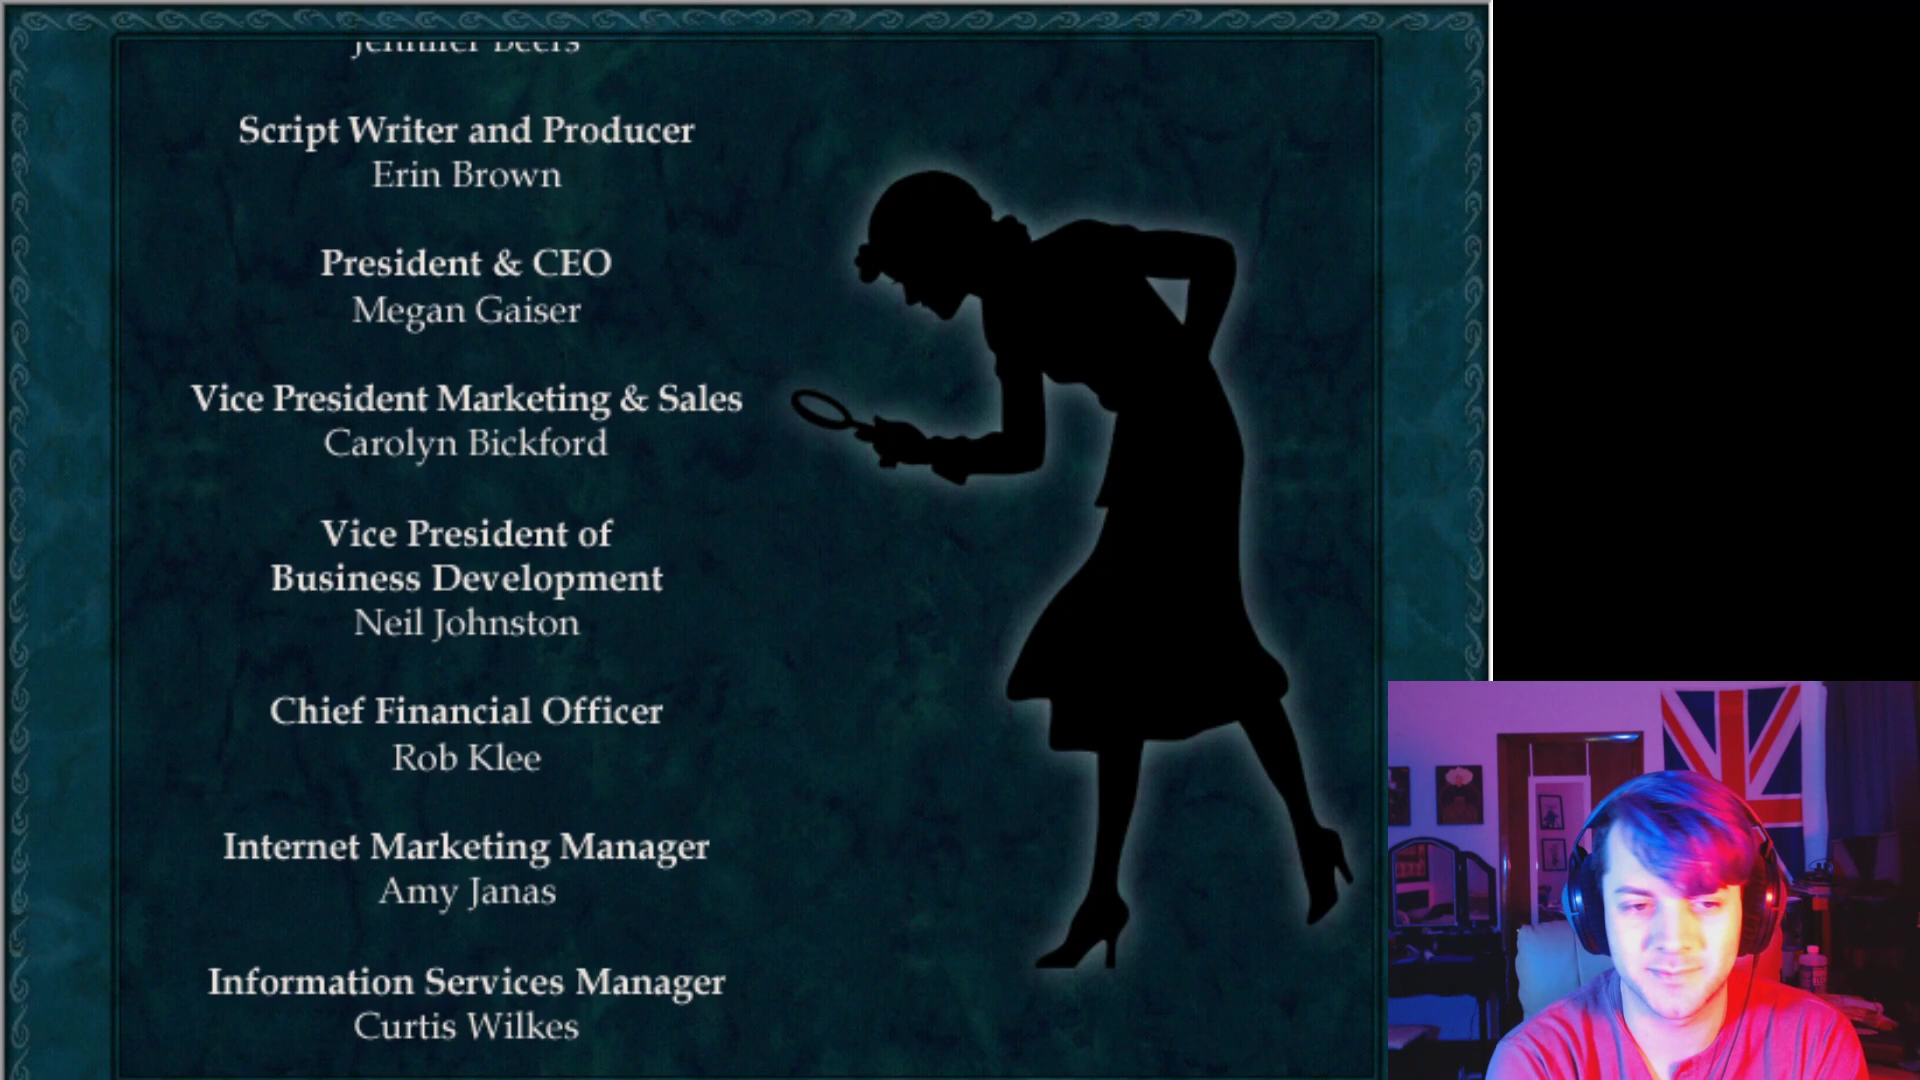 Jennifer Beers
Script Writer and Producer
Erin Brown
President & CEO
Megan Gaiser
Vice President Marketing & Sales
Carolyn Bickford
Vice President of
Business Development
Neil Johnston
Chief Financial Officer
Rob Klee
Internet Marketing Manager
Amy Janas
Information Services Manager
Curtis Wilkes